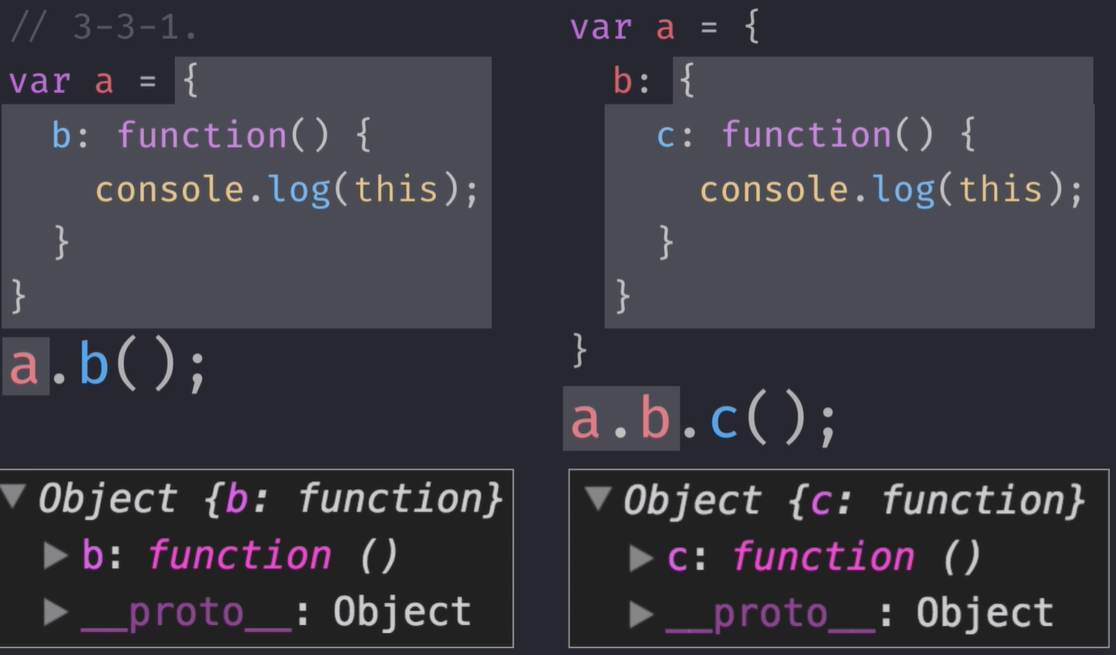 // 3-3-1.
var a = {
b: function() {
console.log(this);
}
}
a.b();
Object {b: function}
b: function ()
__proto__: Object
var a = {
b: {
c: function() {
console.log(this);
}
}
}
a.b.c();
Object {c: function}
c: function ()
__proto__: Object